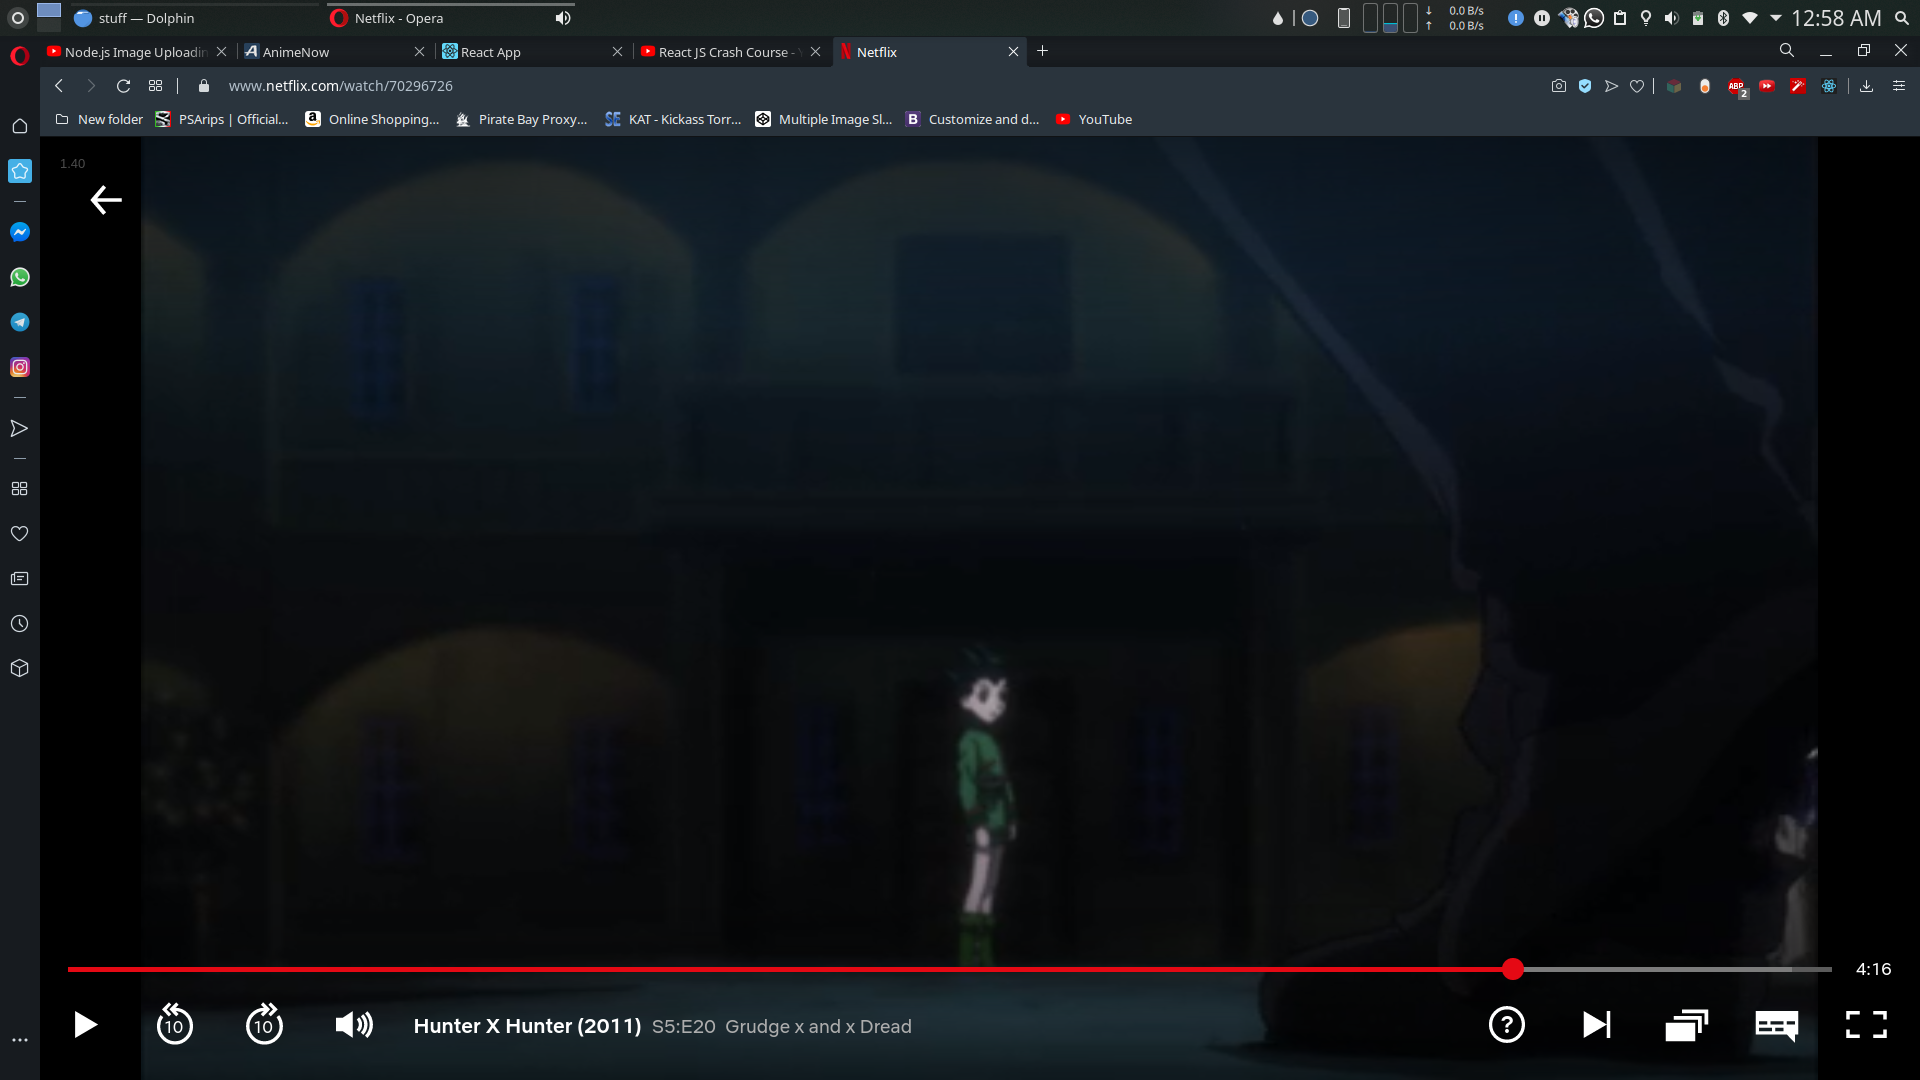 stuff — Dolphin
Netflix - Opera
0.0 B/s
0.0 B/s
12:58 AM
Node.js Image Uploadin
AnimeNow
React App
React JS Crash Course -
Netflix
www.netflix.com/watch/70296726
ABP
2
New folder
PSArips | Official...
Online Shopping...
Pirate Bay Proxy...
KAT - Kickass Torr...
Multiple Image Sl...
Customize and d...
YouTube
1.40
4:16
10
10
Hunter X Hunter (2011) S5:E20 Grudge x and x Dread